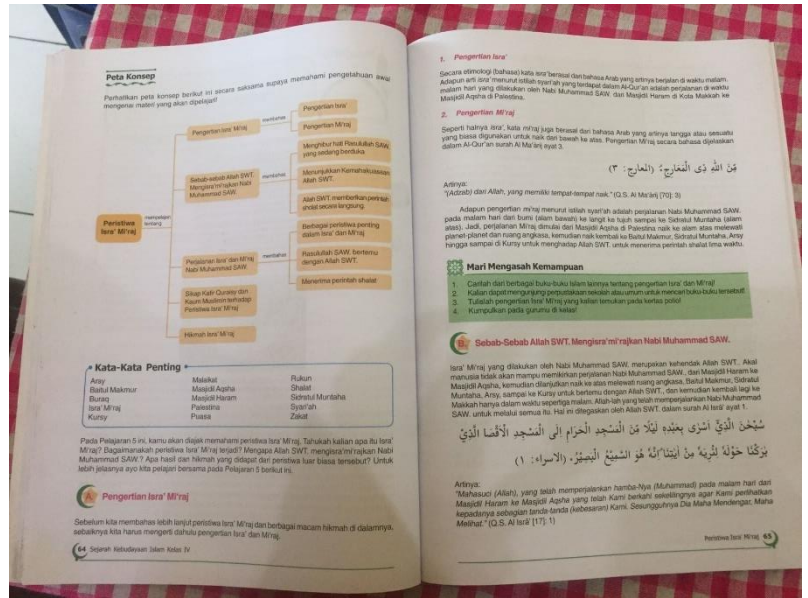 Peta Konsep
Perhatikan peta konsep berikut ini secara saksama supaya memahami pengetahuan awal
mengenai materi yang akan dipelajari!
Peristiwa
Isra' Mi'raj
mempelajari
tentang
Pengertian Isra' Mi'raj
membahas
Pengertian Isra'
Pengertian Mi'raj
Sebab-sebab Allah SWT.
Mengisra'mi'rajkan Nabi
Muhammad SAW.
membahas
Menghibur hati Rasulullah SAW.
yang sedang berduka
Menunjukkan Kemahakuasaan
Allah SWT.
Allah SWT. memberikan perintah
shalat secara langsung
Perjalanan Isra' dan Mi'raj
Nabi Muhammad SAW.
membahas
Berbagai peristiwa penting
dalam Isra' dan Mi'raj
Rasulullah SAW. bertemu
dengan Allah SWT.
Menerima perintah shalat
Sikap Kafir Quraisy dan
Kaum Muslimin terhadap
Peristiwa Isra' Mi'raj
Hikmah Isra' Mi'raj
Kata-Kata Penting
Arsy Malaikat Rukun
Baitul Makmur Masjidil Aqsha Shalat
Buraq Masjidil Haram Sidratul Muntaha
Isra' Mi'raj Palestina Syari'ah
Kursy Puasa Zakat
Pada Pelajaran 5 ini, kamu akan diajak memahami peristiwa Isra' Mi'raj. Tahukah kalian apa itu Isra'
Mi'raj? Bagaimanakah peristiwa Isra' Mi'raj terjadi? Mengapa Allah SWT. mengisra'mi'rajkan Nabi
Muhammad SAW.? Apa hasil dan hikmah yang didapat dari peristiwa luar biasa tersebut? Untuk
lebih jelasnya ayo kita pelajari bersama pada Pelajaran 5 berikut ini.
A. Pengertian Isra' Mi'raj
Sebelum kita membahas lebih lanjut peristiwa Isra' Mi'raj dan berbagai macam hikmah di dalamnya,
sebaiknya kita harus mengerti dahulu pengertian Isra' dan Mi'raj.
64 Sejarah Kebudayaan Islam Kelas IV
1. Pengertian Isra'
Secara etimologi (bahasa) kata isra' berasal dari bahasa Arab yang artinya berjalan di waktu malam.
Adapun arti isra' menurut istilah syari'ah yang terdapat dalam Al-Qur'an adalah perjalanan di waktu
malam hari yang dilakukan oleh Nabi Muhammad SAW. dari Masjidil Haram di Kota Makkah ke
Masjidil Aqsha di Palestina.
2. Pengertian Mi'raj
Seperti halnya isra', kata mi'raj juga berasal dari bahasa Arab yang artinya tangga atau sesuatu
yang biasa digunakan untuk naik dari bawah ke atas. Pengertian Mi'raj secara bahasa dijelaskan
dalam Al-Qur'an surah Al Ma'ârij ayat 3.
مِّنَ اللّٰهِ ذِى الْمَعَارِجِۗ (المعارج: ٣)
Artinya:
"(Adzab) dari Allah, yang memiliki tempat-tempat naik." (Q.S. Al Ma'ârij [70]: 3)
Adapun pengertian mi'raj menurut istilah syari'ah adalah perjalanan Nabi Muhammad SAW.
pada malam hari dari bumi (alam bawah) ke langit ke tujuh sampai ke Sidratul Muntaha (alam
atas). Jadi, perjalanan Mi'raj dimulai dari Masjidil Aqsha di Palestina naik ke alam atas melewati
planet-planet dan ruang angkasa, kemudian naik kembali ke Baitul Makmur, Sidratul Muntaha, Arsy
hingga sampai di Kursy untuk menghadap Allah SWT. untuk menerima perintah shalat lima waktu.
Mari Mengasah Kemampuan
1. Carilah dari berbagai buku-buku Islam lainnya tentang pengertian Isra' dan Mi'raj!
2. Kalian dapat mengunjungi perpustakaan sekolah atau umum untuk mencari buku-buku tersebut!
3. Tulislah pengertian Isra' Mi'raj yang kalian temukan pada kertas polio!
4. Kumpulkan pada gurumu di kelas!
B. Sebab-Sebab Allah SWT. Mengisra'mi'rajkan Nabi Muhammad SAW.
Isra' Mi'raj yang dilakukan oleh Nabi Muhammad SAW. merupakan kehendak Allah SWT.. Akal
manusia tidak akan mampu memikirkan perjalanan Nabi Muhammad SAW., dari Masjidil Haram ke
Masjidil Aqsha, kemudian dilanjutkan naik ke atas melewati ruang angkasa, Baitul Makmur, Sidratul
Muntaha, Arsy, sampai ke Kursy untuk bertemu dengan Allah SWT., dan kemudian kembali lagi ke
Makkah hanya dalam waktu sepertiga malam. Allah-lah yang telah memperjalankan Nabi Muhammad
SAW. untuk melalui semua itu. Hal ini ditegaskan oleh Allah SWT. dalam surah Al Isrâ' ayat 1.
سُبْحٰنَ الَّذِيْٓ اَسْرٰى بِعَبْدِهٖ لَيْلًا مِّنَ الْمَسْجِدِ الْحَرَامِ اِلَى الْمَسْجِدِ الْاَقْصَا الَّذِيْ
بٰرَكْنَا حَوْلَهٗ لِنُرِيَهٗ مِنْ اٰيٰتِنَاۗ اِنَّهٗ هُوَ السَّمِيْعُ الْبَصِيْرُ. (الاسراء: ١)
Artinya:
"Mahasuci (Allah), yang telah memperjalankan hamba-Nya (Muhammad) pada malam hari dari
Masjidil Haram ke Masjidil Aqsha yang telah Kami berkahi sekelilingnya agar Kami perlihatkan
kepadanya sebagian tanda-tanda (kebesaran) Kami. Sesungguhnya Dia Maha Mendengar, Maha
Melihat." (Q.S. Al Isrâ' [17]: 1)
Peristiwa Isra' Mi'raj 65